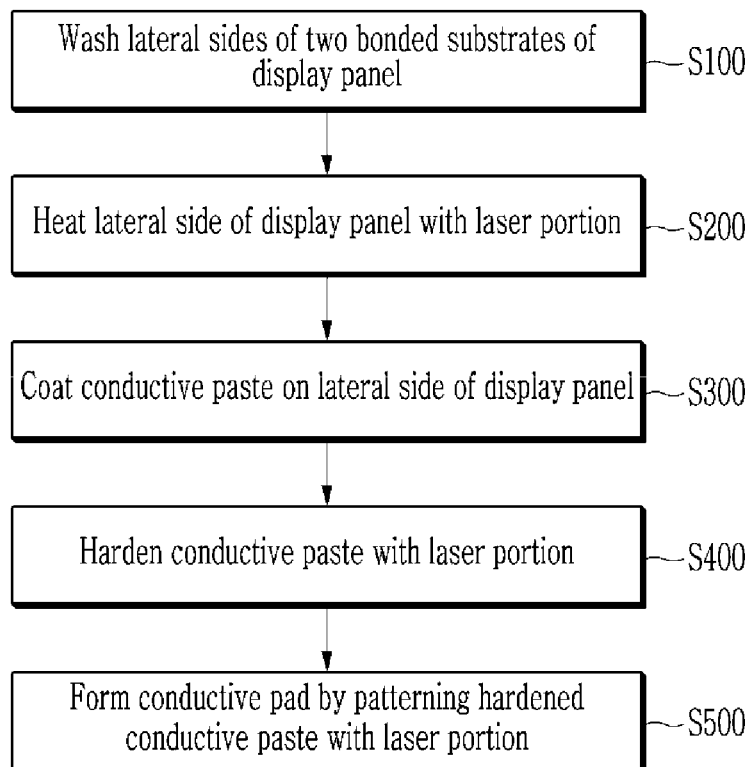 Wash lateral sides of two bonded substrates of
display panel
S100
Heat lateral side of display panel with laser portion
S200
Coat conductive paste on lateral side of display panel
S300
Harden conductive paste with laser portion
S400
Form conductive pad by patterning hardened
conductive paste with laser portion
S500